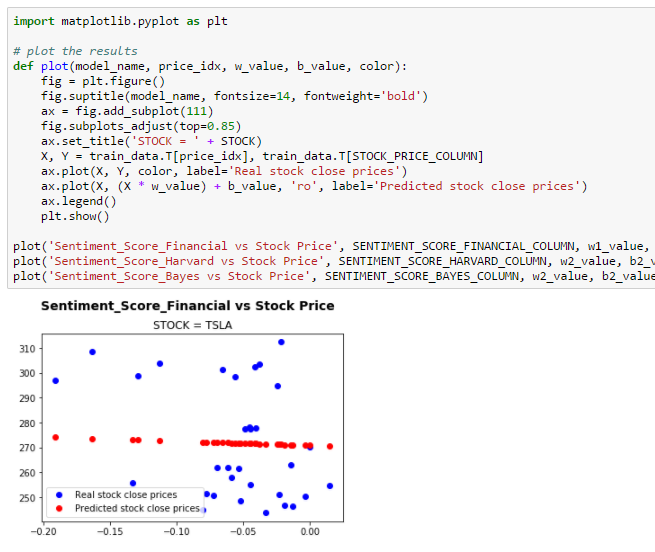 import matplotlib.pyplot as plt
# plot the results
def plot(model_name, price_idx, w_value, b_value, color):
fig = plt.figure()
fig.suptitle(model_name, fontsize=14, fontweight='bold')
ax = fig.add_subplot(111)
fig.subplots_adjust(top=0.85)
ax.set_title('STOCK = ' + STOCK)
X, Y = train_data.T[price_idx], train_data.T[STOCK_PRICE_COLUMN]
ax.plot(X, Y, color, label='Real stock close prices')
ax.plot(X, (X * w_value) + b_value, 'ro', label='Predicted stock close prices')
ax.legend()
plt.show()
plot('Sentiment_Score_Financial vs Stock Price', SENTIMENT_SCORE_FINANCIAL_COLUMN, w1_value,
plot('Sentiment_Score_Harvard vs Stock Price', SENTIMENT_SCORE_HARVARD_COLUMN, w2_value, b2_v
plot('Sentiment_Score_Bayes vs Stock Price', SENTIMENT_SCORE_BAYES_COLUMN, w2_value, b2_value
Sentiment_Score_Financial vs Stock Price
STOCK = TSLA
310
300
290
280
270
260
250
Real stock close prices
Predicted stock close prices
−0.20 −0.15 −0.10 −0.05 0.00